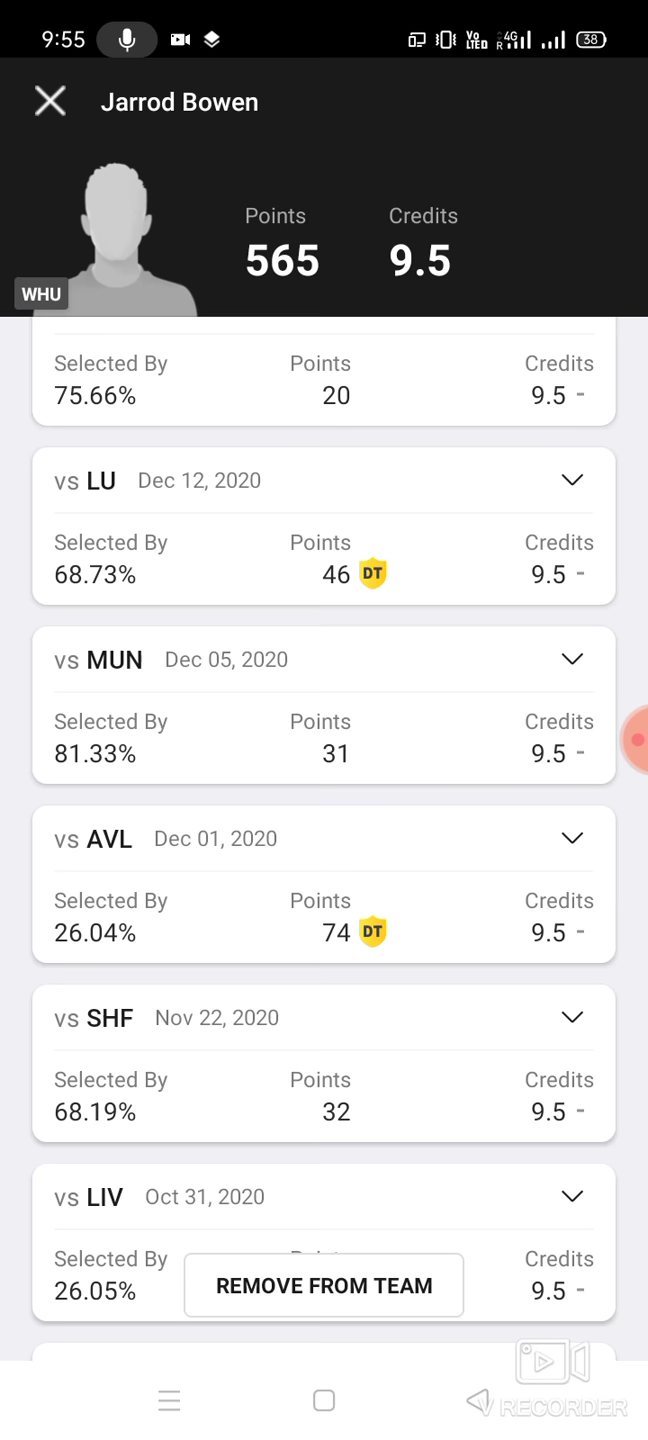 9:55
Vo LTED R 4G 38
Jarrod Bowen
Points Credits
565 9.5
WHU
Selected By Points Credits
75.66% 20 9.5 -
vs LU Dec 12, 2020
Selected By Points Credits
68.73% 46 DT 9.5 -
vs MUN Dec 05, 2020
Selected By Points Credits
81.33% 31 9.5 -
vs AVL Dec 01, 2020
Selected By Points Credits
26.04% 74 DT 9.5 -
vs SHF Nov 22, 2020
Selected By Points Credits
68.19% 32 9.5 -
vs LIV Oct 31, 2020
Selected By Credits
26.05% 9.5 -
REMOVE FROM TEAM
V RECORDER